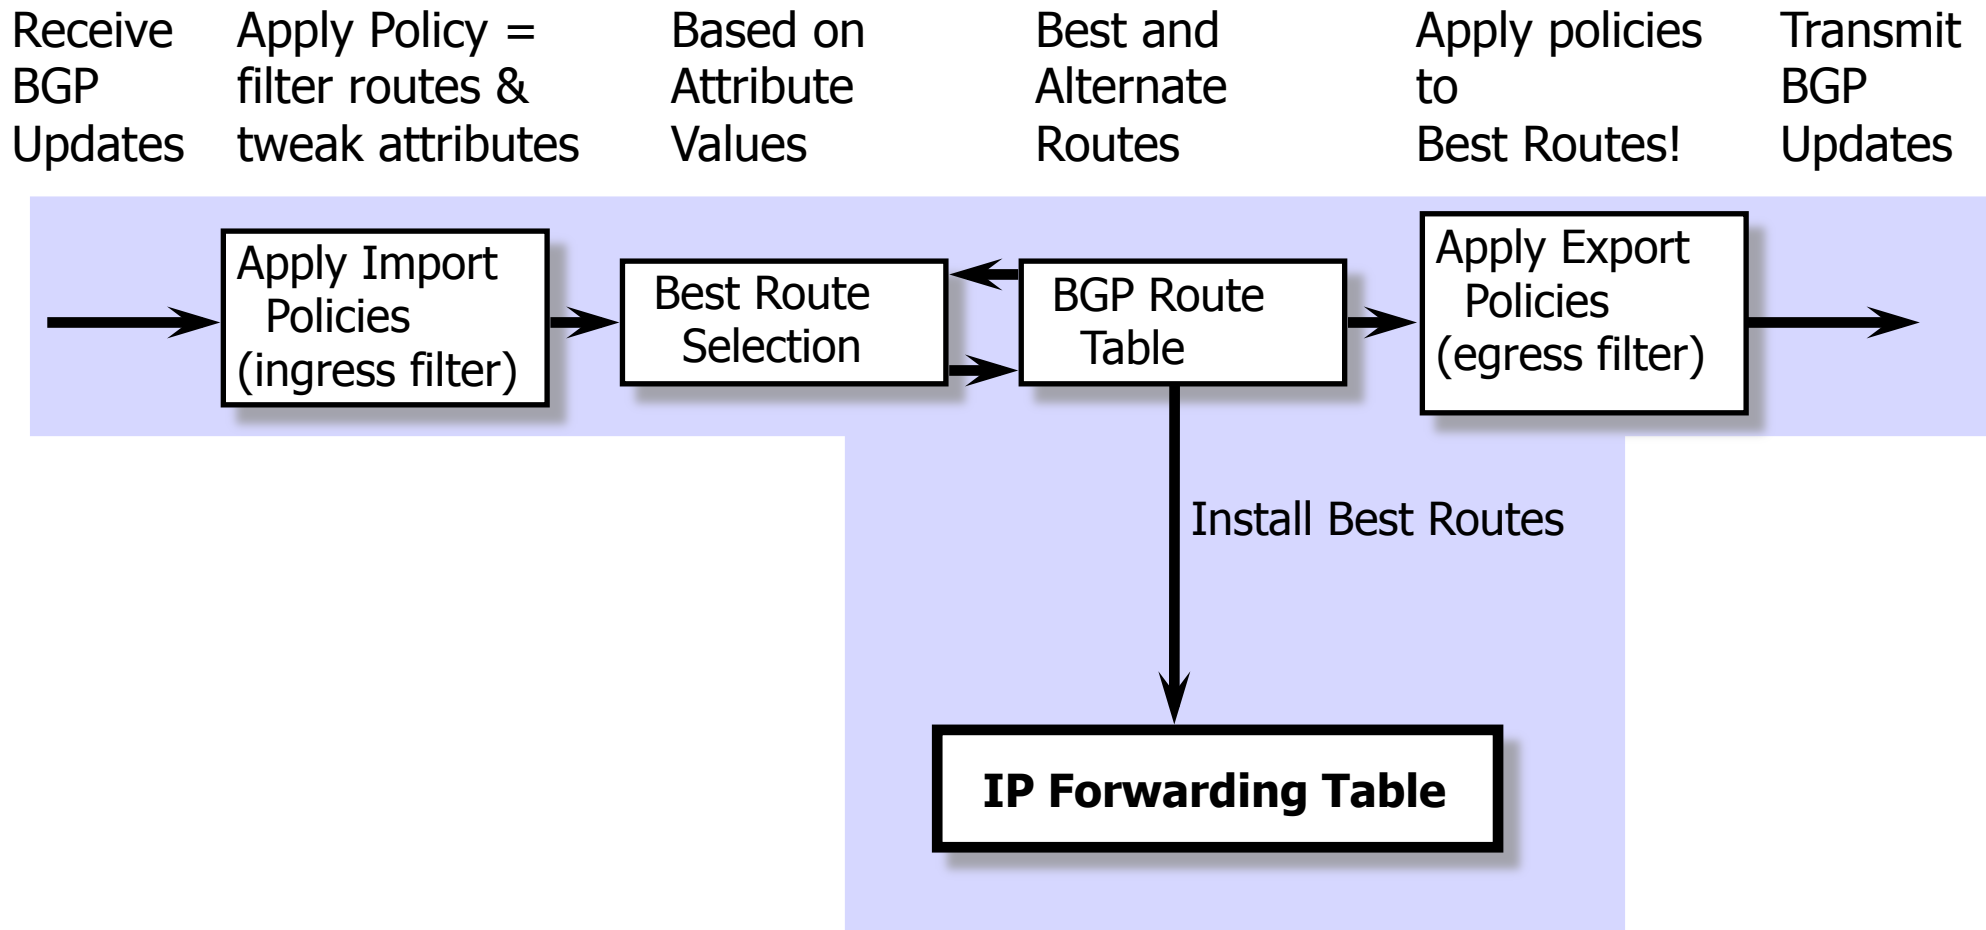 Receive
BGP
Updates
Apply Policy =
filter routes &
tweak attributes
Based on
Attribute
Values
Best and
Alternate
Routes
Apply policies
to
Best Routes!
Transmit
BGP
Updates
Apply Import
Policies
(ingress filter)
Best Route
Selection
BGP Route
Table
Apply Export
Policies
(egress filter)
Install Best Routes
IP Forwarding Table